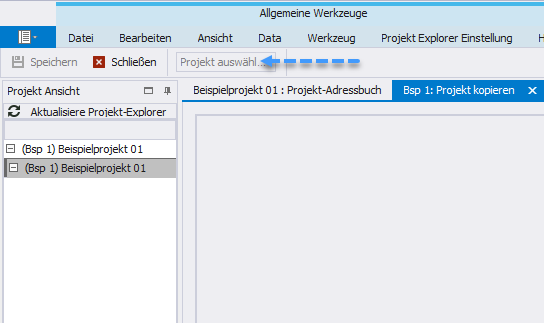 Allgemeine Werkzeuge
Datei Bearbeiten Ansicht Data Werkzeug Projekt Explorer Einstellung
Speichern Schließen Projekt auswähl...
Projekt Ansicht
Beispielprojekt 01 : Projekt-Adressbuch Bsp 1: Projekt kopieren
Aktualisiere Projekt-Explorer
(Bsp 1) Beispielprojekt 01
(Bsp 1) Beispielprojekt 01